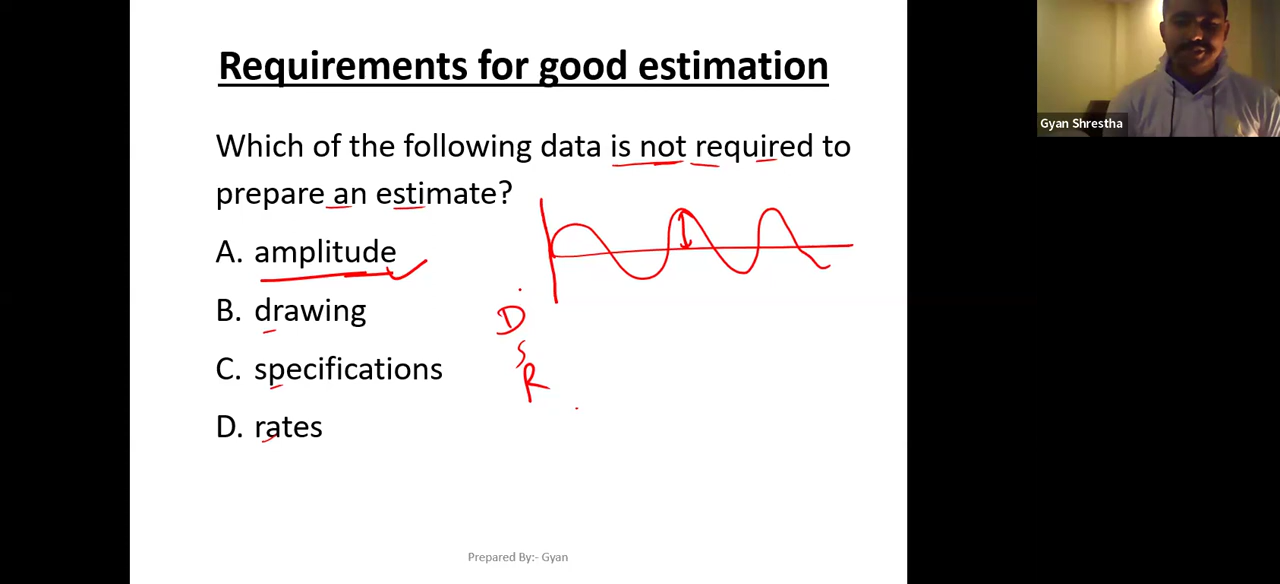 Requirements for good estimation
Gyan Shrestha
Which of the following data is not required to
prepare an estimate?
A. amplitude
B. drawing
C. specifications
D. rates
D
S
R
Prepared By:- Gyan